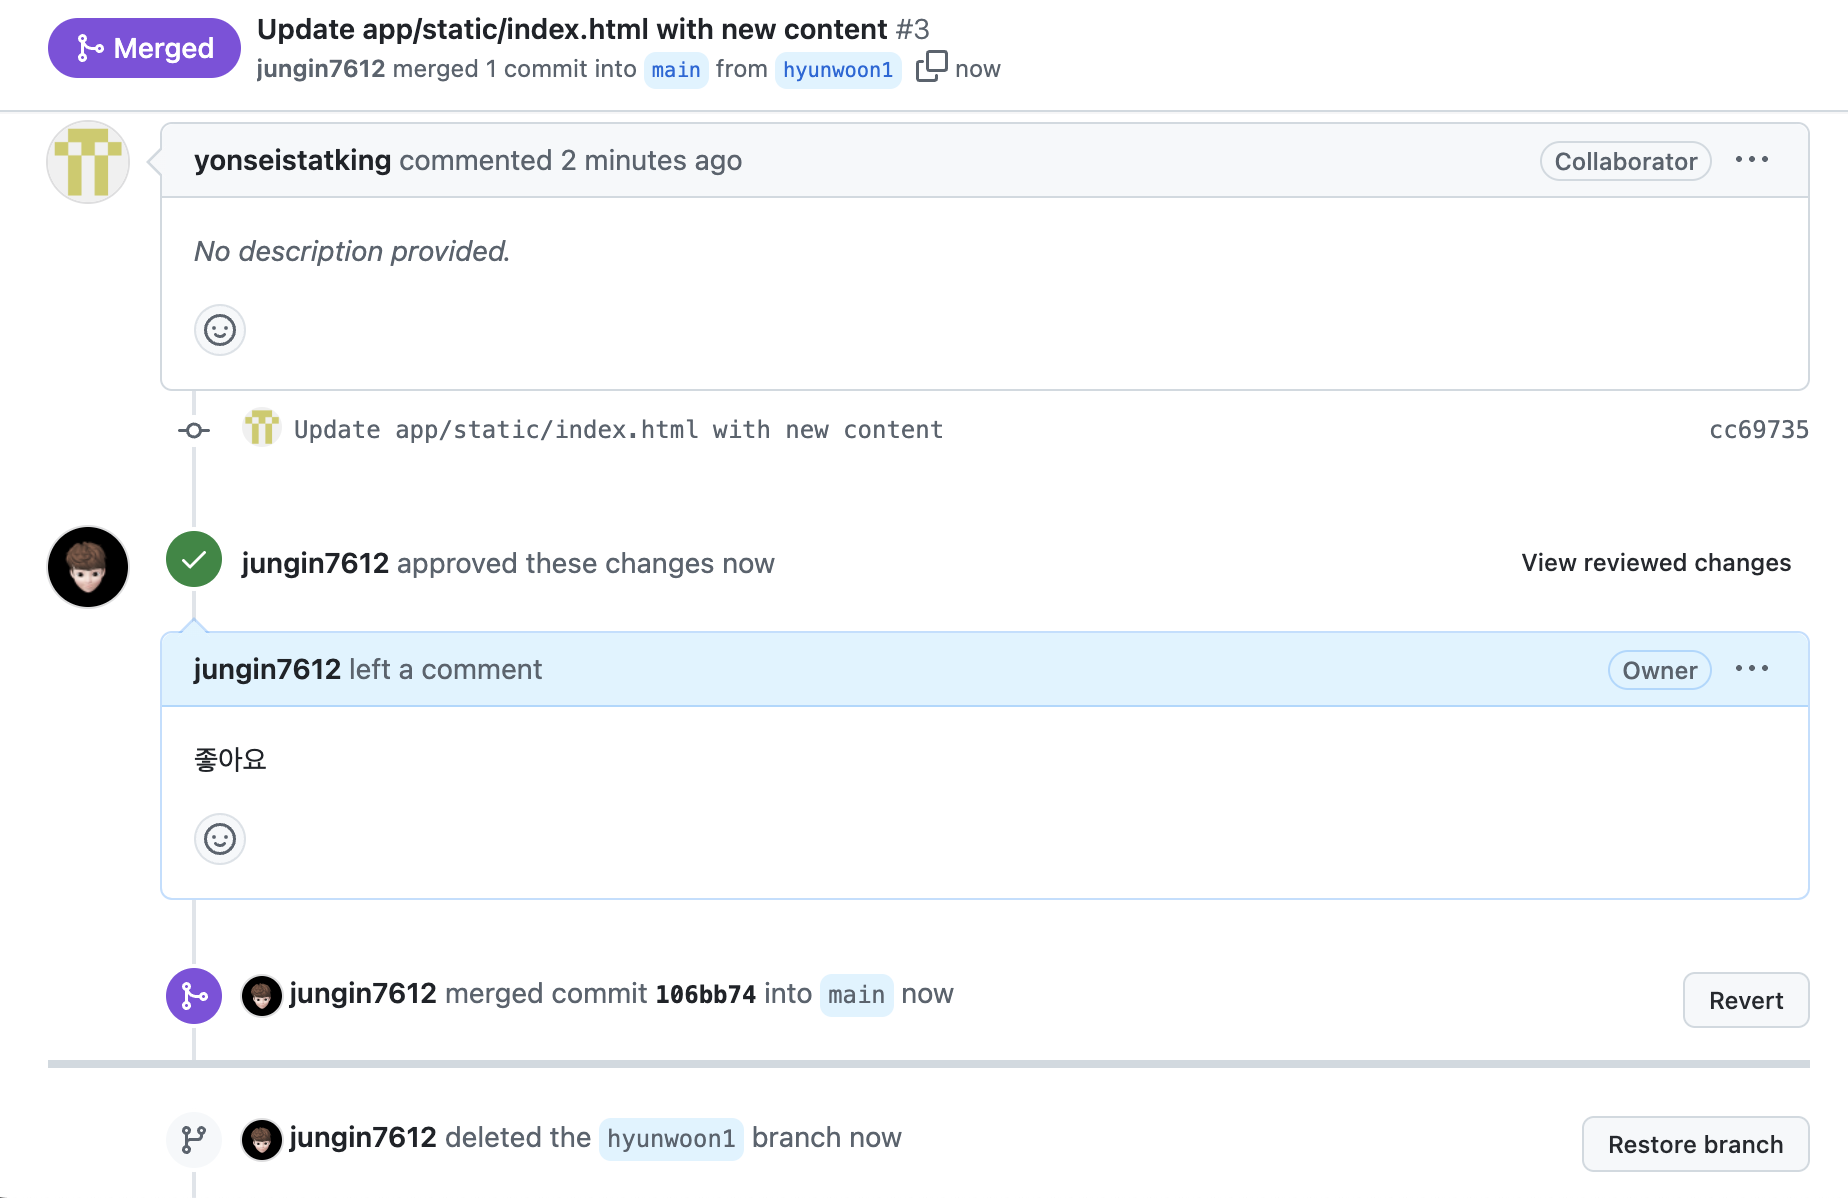 Merged
Update app/static/index.html with new content #3
jungin7612 merged 1 commit into main from hyunwoon1 now
yonseistatking commented 2 minutes ago
Collaborator
No description provided.
Update app/static/index.html with new content
cc69735
jungin7612 approved these changes now
View reviewed changes
jungin7612 left a comment
Owner
좋아요
jungin7612 merged commit 106bb74 into main now
Revert
jungin7612 deleted the hyunwoon1 branch now
Restore branch